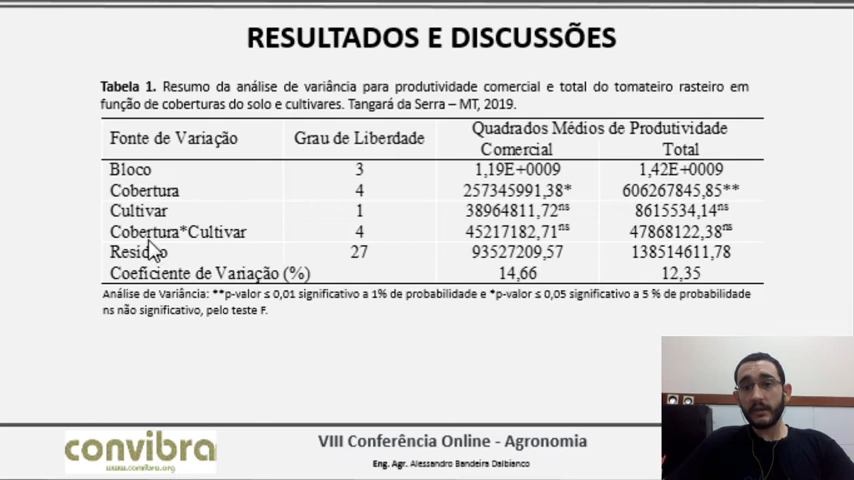 RESULTADOS E DISCUSSÕES
Tabela 1. Resumo da análise de variância para produtividade comercial e total do tomateiro rasteiro em
função de coberturas do solo e cultivares. Tangará da Serra – MT, 2019.
Fonte de Variação Grau de Liberdade Quadrados Médios de Produtividade
Comercial Total
Bloco 3 1,19E+0009 1,42E+0009
Cobertura 4 257345991,38* 606267845,85**
Cultivar 1 38964811,72ns 8615534,14ns
Cobertura*Cultivar 4 45217182,71ns 47868122,38ns
Resíduo 27 93527209,57 138514611,78
Coeficiente de Variação (%) 14,66 12,35
Análise de Variância: **p-valor ≤ 0,01 significativo a 1% de probabilidade e *p-valor ≤ 0,05 significativo a 5 % de probabilidade
ns não significativo, pelo teste F.
convibra
www.convibra.org
VIII Conferência Online - Agronomia
Eng. Agr. Alessandro Bandeira Dalbianco